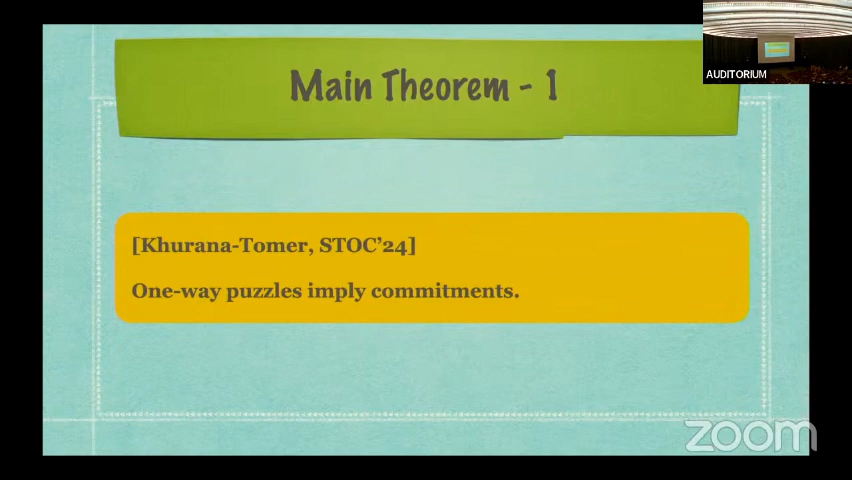 Main Theorem - 1
AUDITORIUM
[Khurana-Tomer, STOC’24]
One-way puzzles imply commitments.
zoom